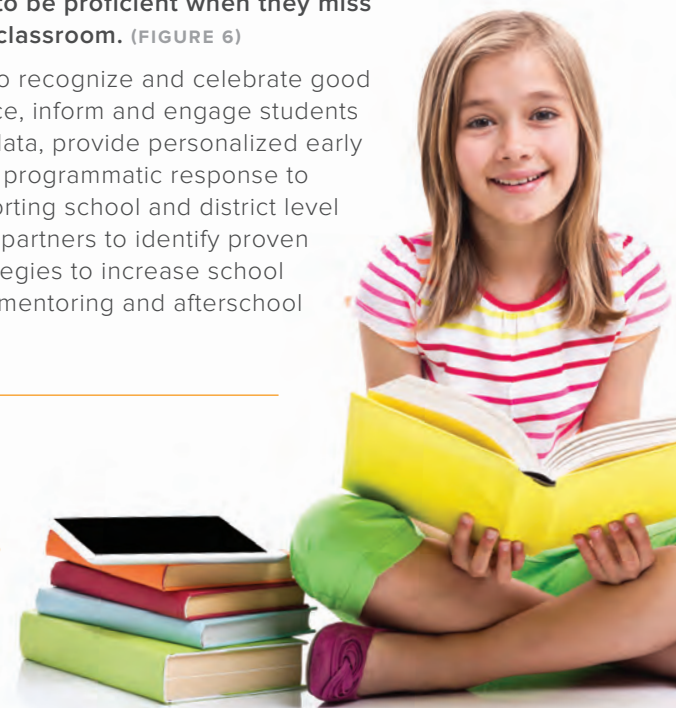 to be proficient when they miss
classroom. (FIGURE 6)
o recognize and celebrate good
ce, inform and engage students
data, provide personalized early
programmatic response to
orting school and district level
partners to identify proven
egies to increase school
mentoring and afterschool